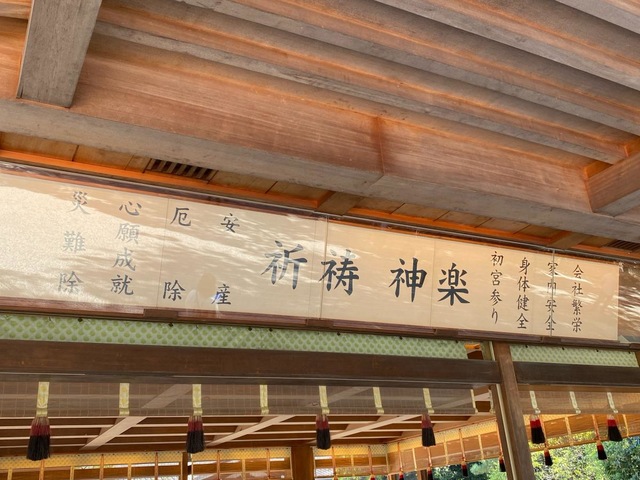 会社繁栄
家内安全
身体健全
初宮参り
祈祷神楽
安産
厄除
心願成就
災難除